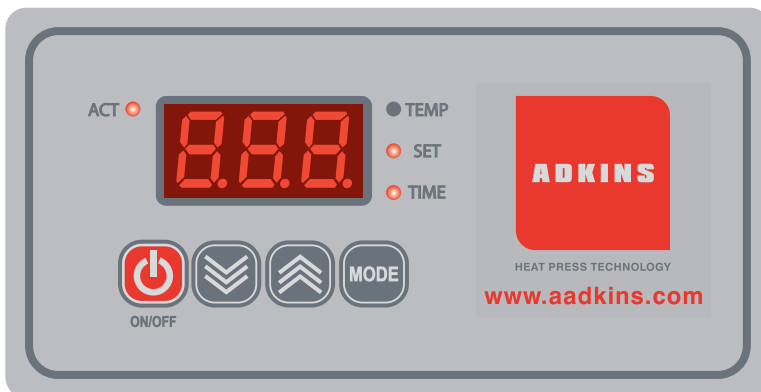 ACT
8.8.8.
TEMP
SET
TIME
MODE
ON/OFF
ADKINS
HEAT PRESS TECHNOLOGY
www.aadkins.com